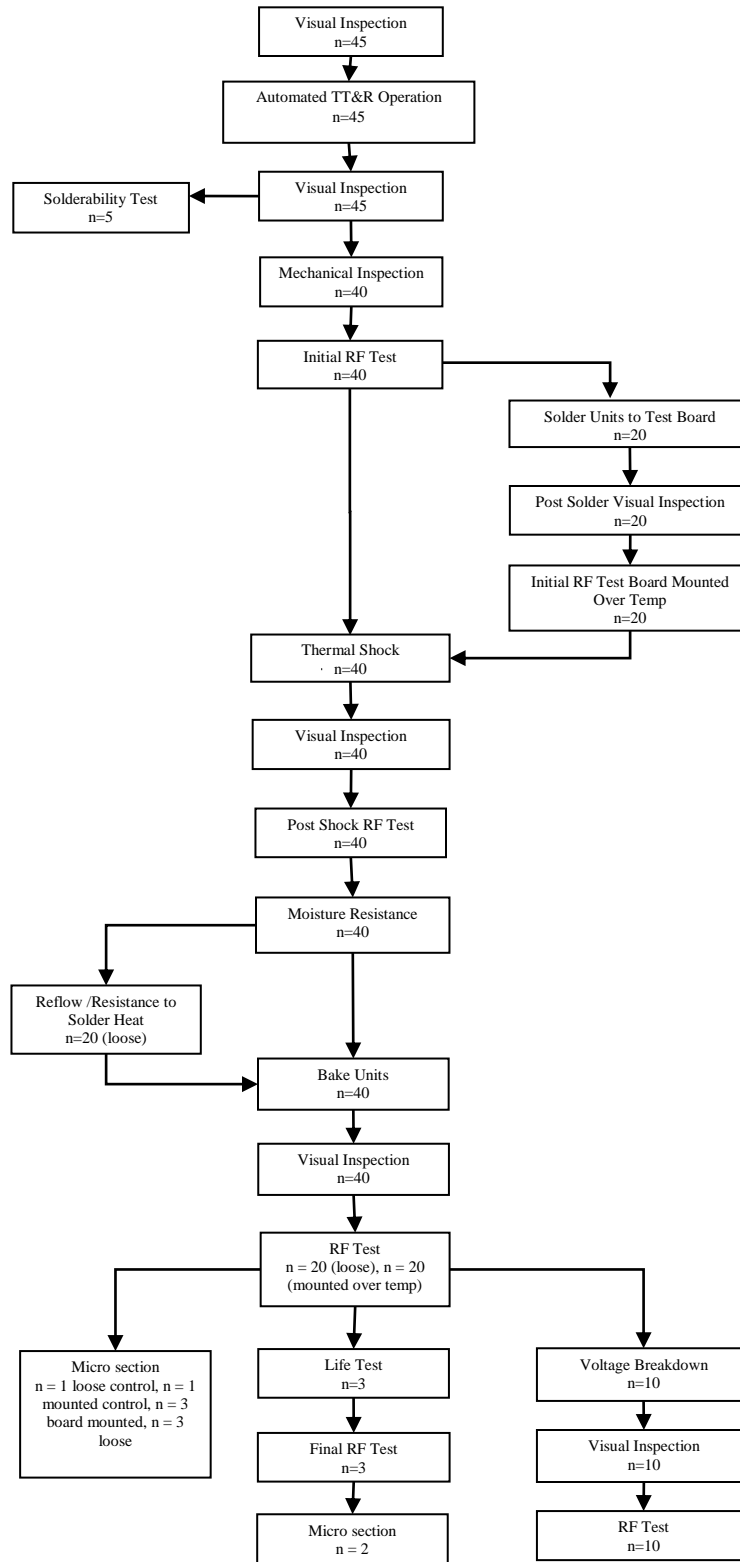 Visual Inspection
n=45
Automated TT&R Operation
n=45
Solderability Test
n=5
Visual Inspection
n=45
Mechanical Inspection
n=40
Initial RF Test
n=40
Solder Units to Test Board
n=20
Post Solder Visual Inspection
n=20
Initial RF Test Board Mounted
Over Temp
n=20
Thermal Shock
n=40
Visual Inspection
n=40
Post Shock RF Test
n=40
Moisture Resistance
n=40
Reflow /Resistance to
Solder Heat
n=20 (loose)
Bake Units
n=40
Visual Inspection
n=40
RF Test
n = 20 (loose), n = 20
(mounted over temp)
Micro section
n = 1 loose control, n = 1
mounted control, n = 3
board mounted, n = 3
loose
Life Test
n=3
Voltage Breakdown
n=10
Final RF Test
n=3
Visual Inspection
n=10
Micro section
n = 2
RF Test
n=10